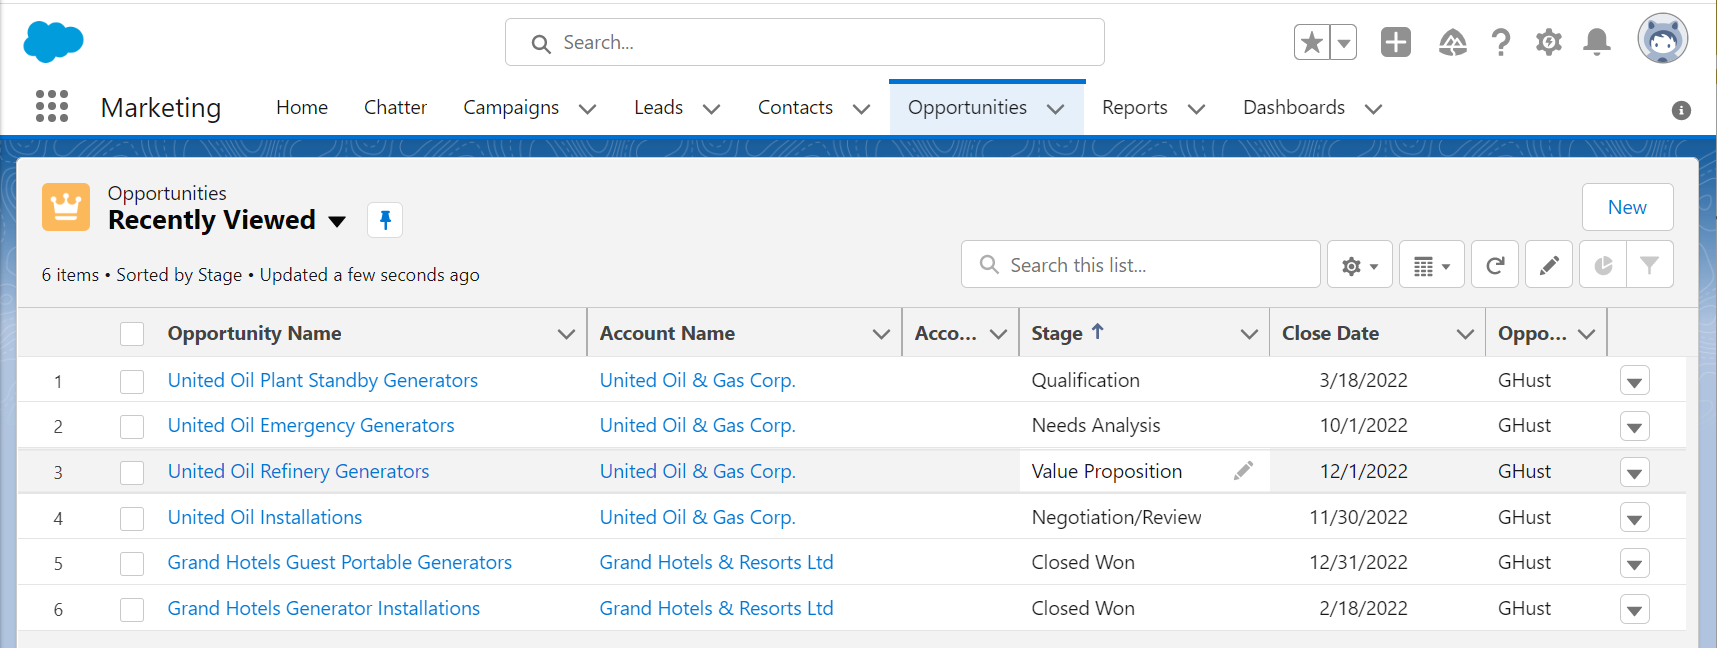 Search...
Marketing Home Chatter Campaigns Leads Contacts Opportunities Reports Dashboards
Opportunities
Recently Viewed
New
6 items • Sorted by Stage • Updated a few seconds ago
Search this list...
Opportunity Name Account Name Acco... Stage Close Date Oppo...
1 United Oil Plant Standby Generators United Oil & Gas Corp. Qualification 3/18/2022 GHust
2 United Oil Emergency Generators United Oil & Gas Corp. Needs Analysis 10/1/2022 GHust
3 United Oil Refinery Generators United Oil & Gas Corp. Value Proposition 12/1/2022 GHust
4 United Oil Installations United Oil & Gas Corp. Negotiation/Review 11/30/2022 GHust
5 Grand Hotels Guest Portable Generators Grand Hotels & Resorts Ltd Closed Won 12/31/2022 GHust
6 Grand Hotels Generator Installations Grand Hotels & Resorts Ltd Closed Won 2/18/2022 GHust